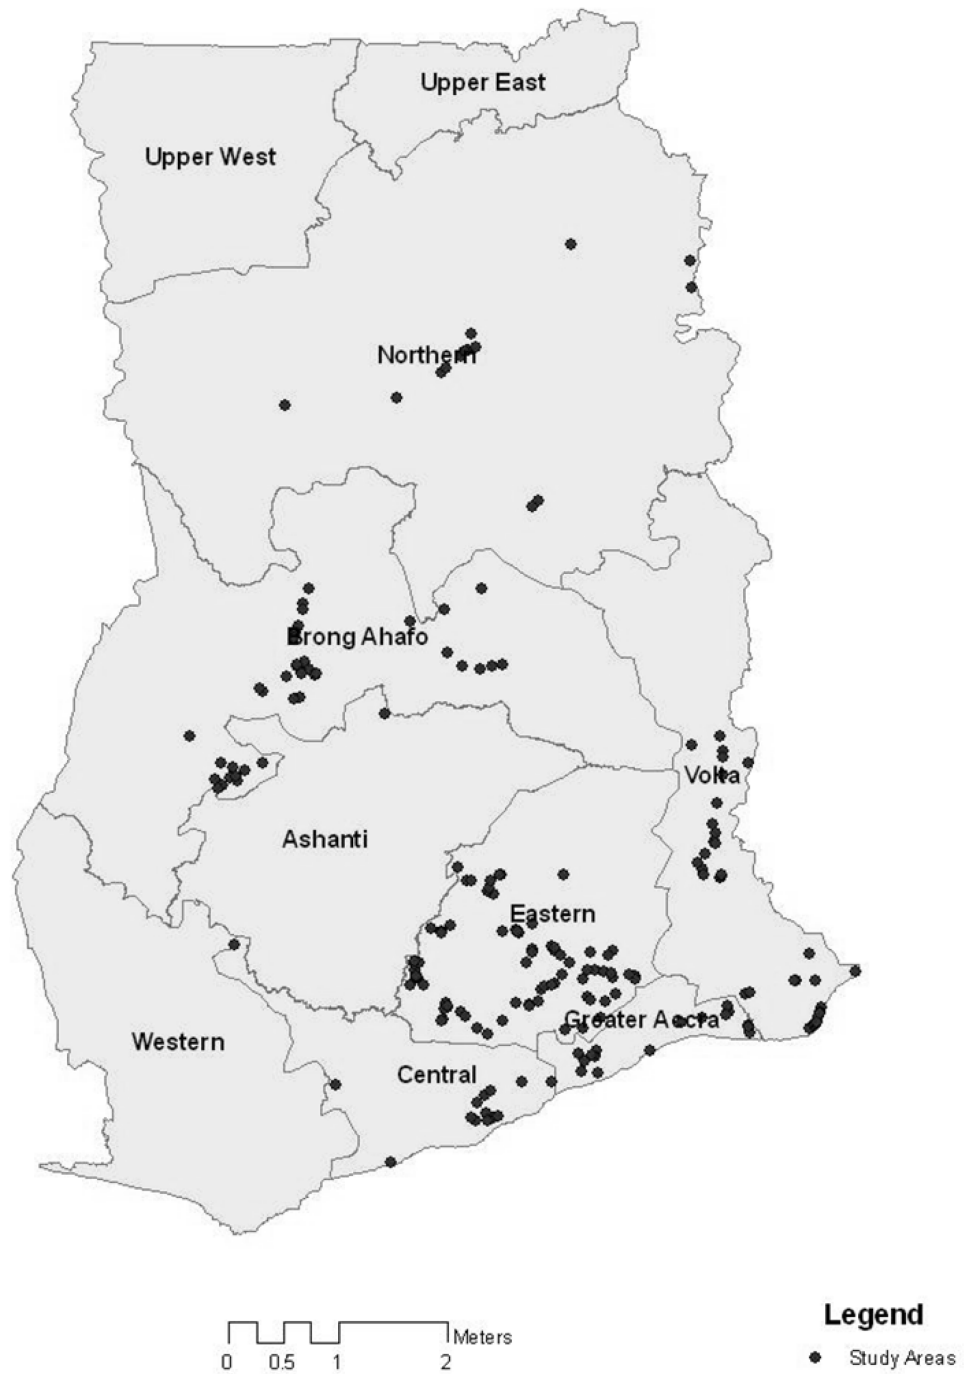 Upper East
Upper West
Northern
Brong Ahafo
Volta
Ashanti
Eastern
Greater Accra
Western
Central
Legend
Meters
0 0.5 1 2
Study Areas